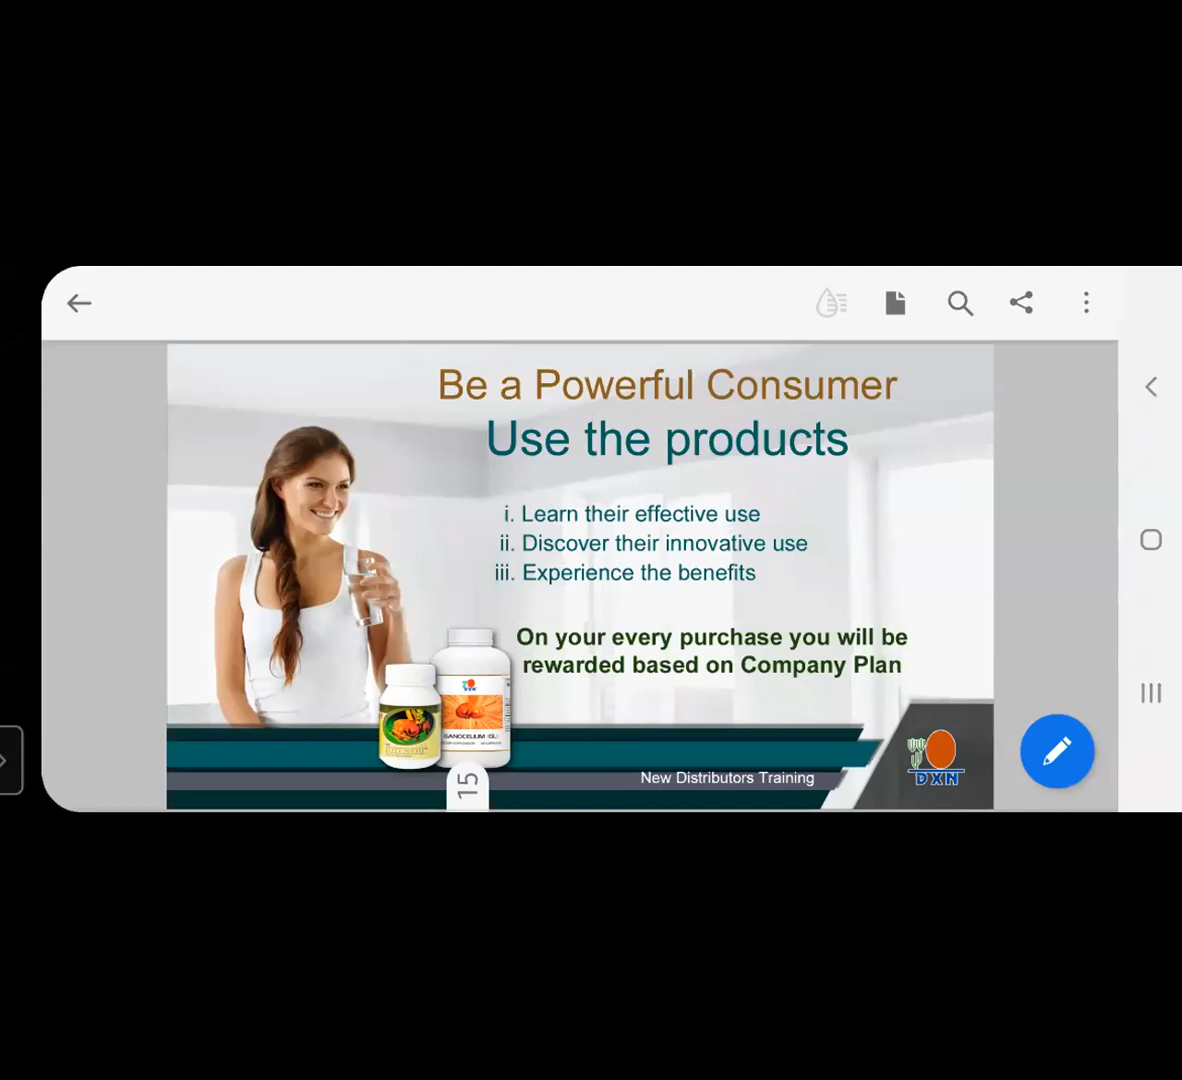 Be a Powerful Consumer
Use the products
i. Learn their effective use
ii. Discover their innovative use
iii. Experience the benefits
On your every purchase you will be
rewarded based on Company Plan
DXN
New Distributors Training
15
DXN